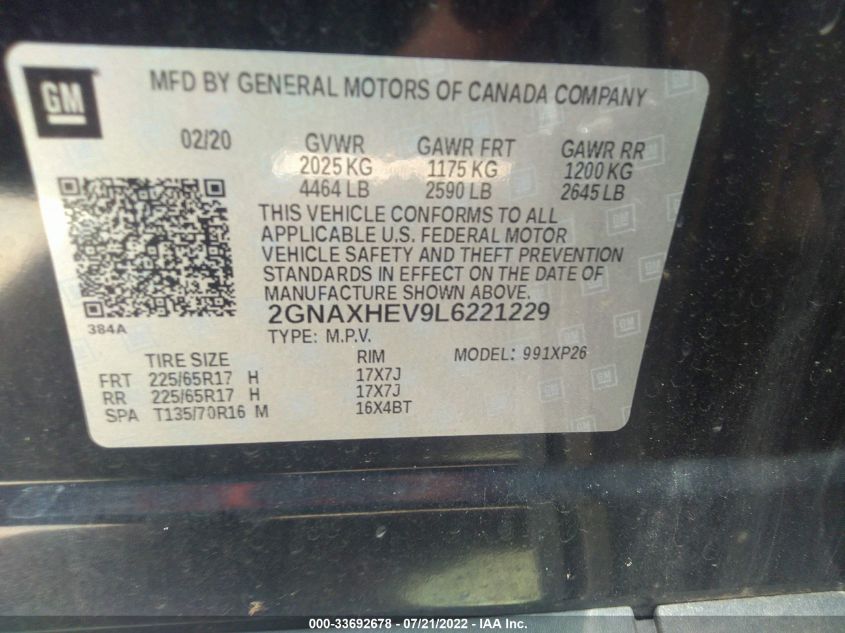 GM
MFD BY GENERAL MOTORS OF CANADA COMPANY
02/20 GVWR GAWR FRT GAWR RR
2025 KG 1175 KG 1200 KG
4464 LB 2590 LB 2645 LB
THIS VEHICLE CONFORMS TO ALL
APPLICABLE U.S. FEDERAL MOTOR
VEHICLE SAFETY AND THEFT PREVENTION
STANDARDS IN EFFECT ON THE DATE OF
MANUFACTURE SHOWN ABOVE.
384A 2GNAXHEV9L6221229
TYPE: M.P.V.
TIRE SIZE RIM MODEL: 991XP26
FRT 225/65R17 H 17X7J
RR 225/65R17 H 17X7J
SPA T135/70R16 M 16X4BT
000-33692678 - 07/21/2022 - IAA Inc.